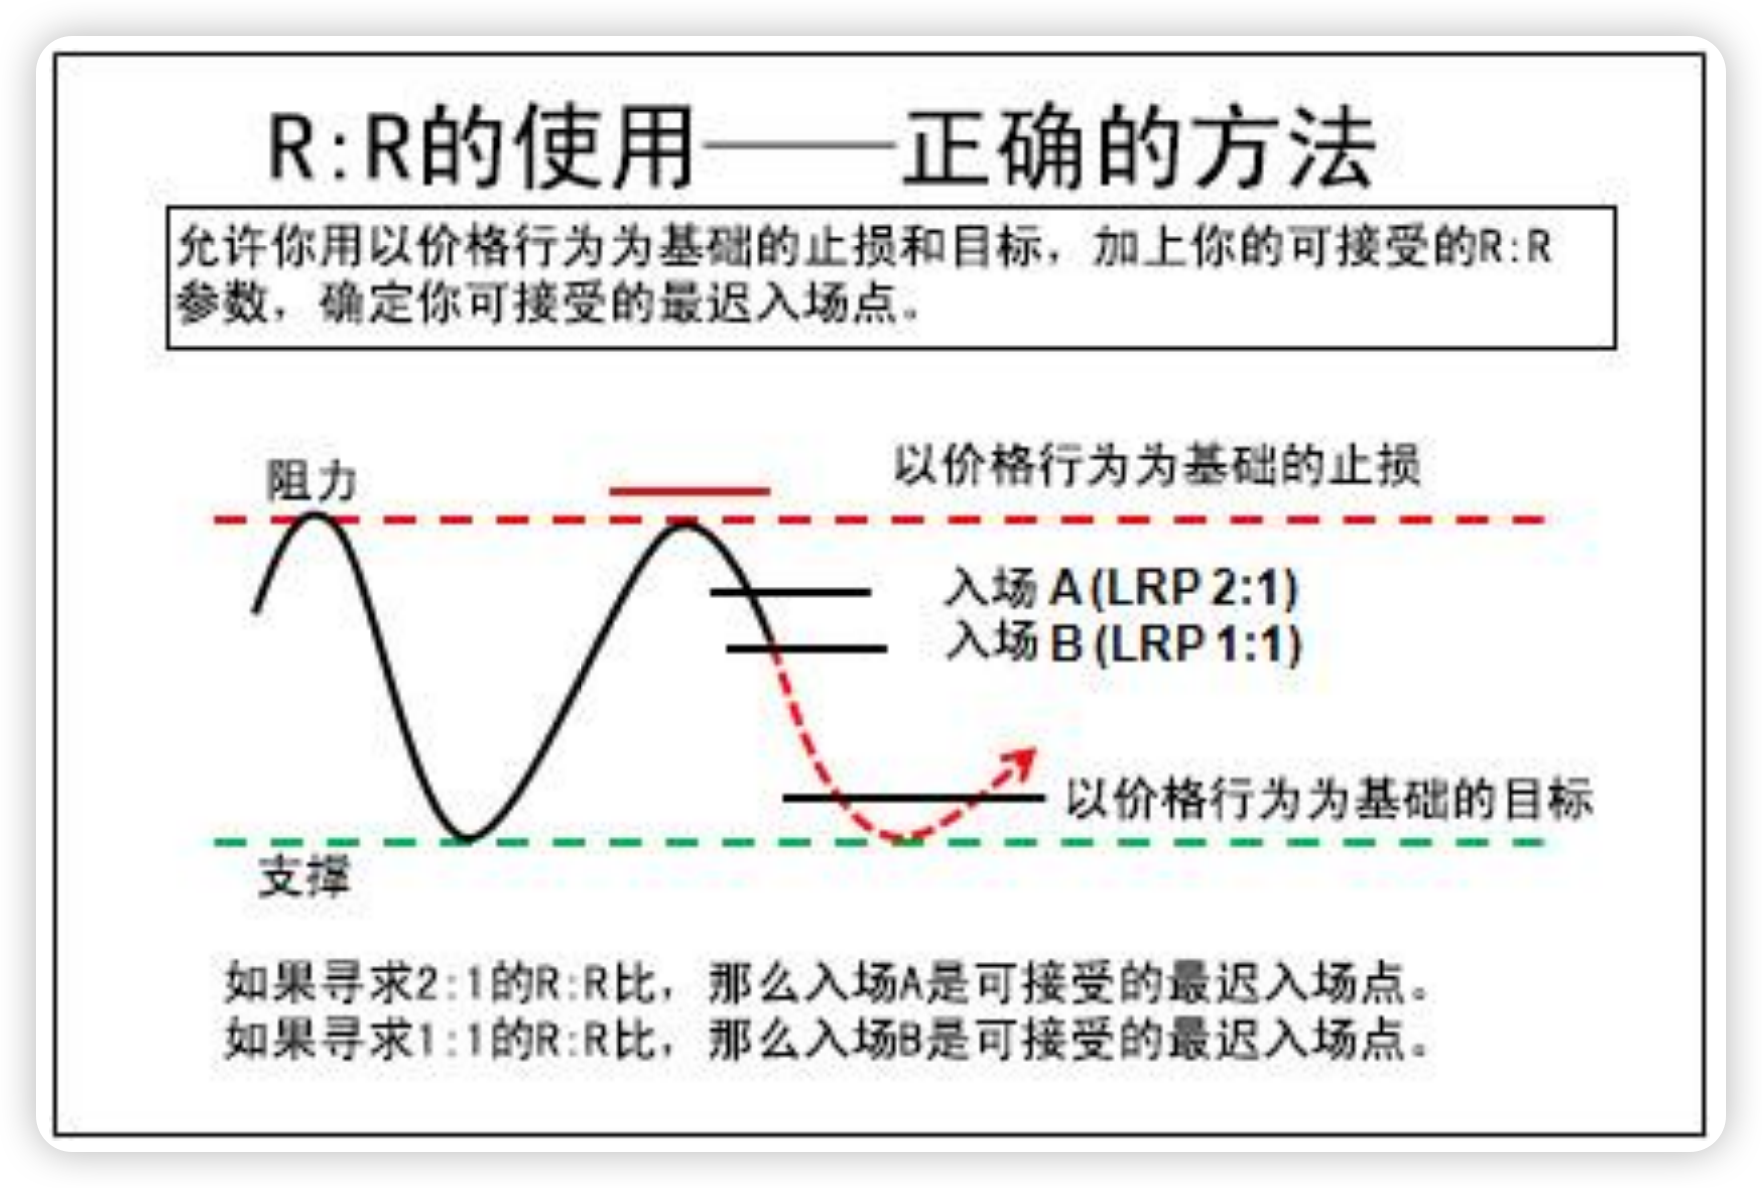 R:R的使用——正确的方法
允许你用以价格行为为基础的止损和目标，加上你的可接受的R:R
参数，确定你可接受的最迟入场点。
阻力
以价格行为为基础的止损
入场 A (LRP 2:1)
入场 B (LRP 1:1)
以价格行为为基础的目标
支撑
如果寻求2:1的R:R比，那么入场A是可接受的最迟入场点。
如果寻求1:1的R:R比，那么入场B是可接受的最迟入场点。